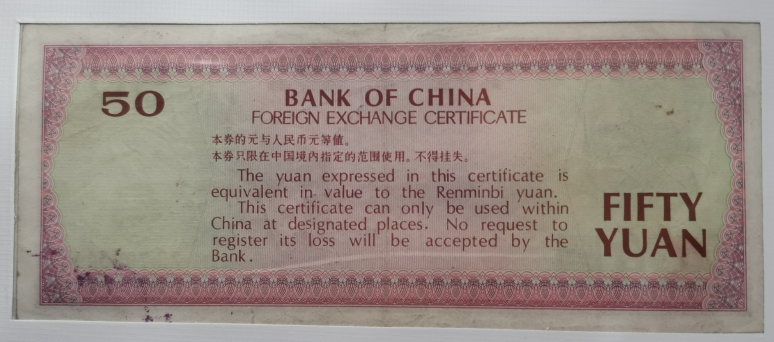 50
BANK OF CHINA
FOREIGN EXCHANGE CERTIFICATE
本券的元与人民币元等值。
本券只限在中国境内指定的范围使用。不得挂失。
The yuan expressed in this certificate is
equivalent in value to the Renminbi yuan.
This certificate can only be used within
China at designated places. No request to
register its loss will be accepted by the
Bank.
FIFTY
YUAN